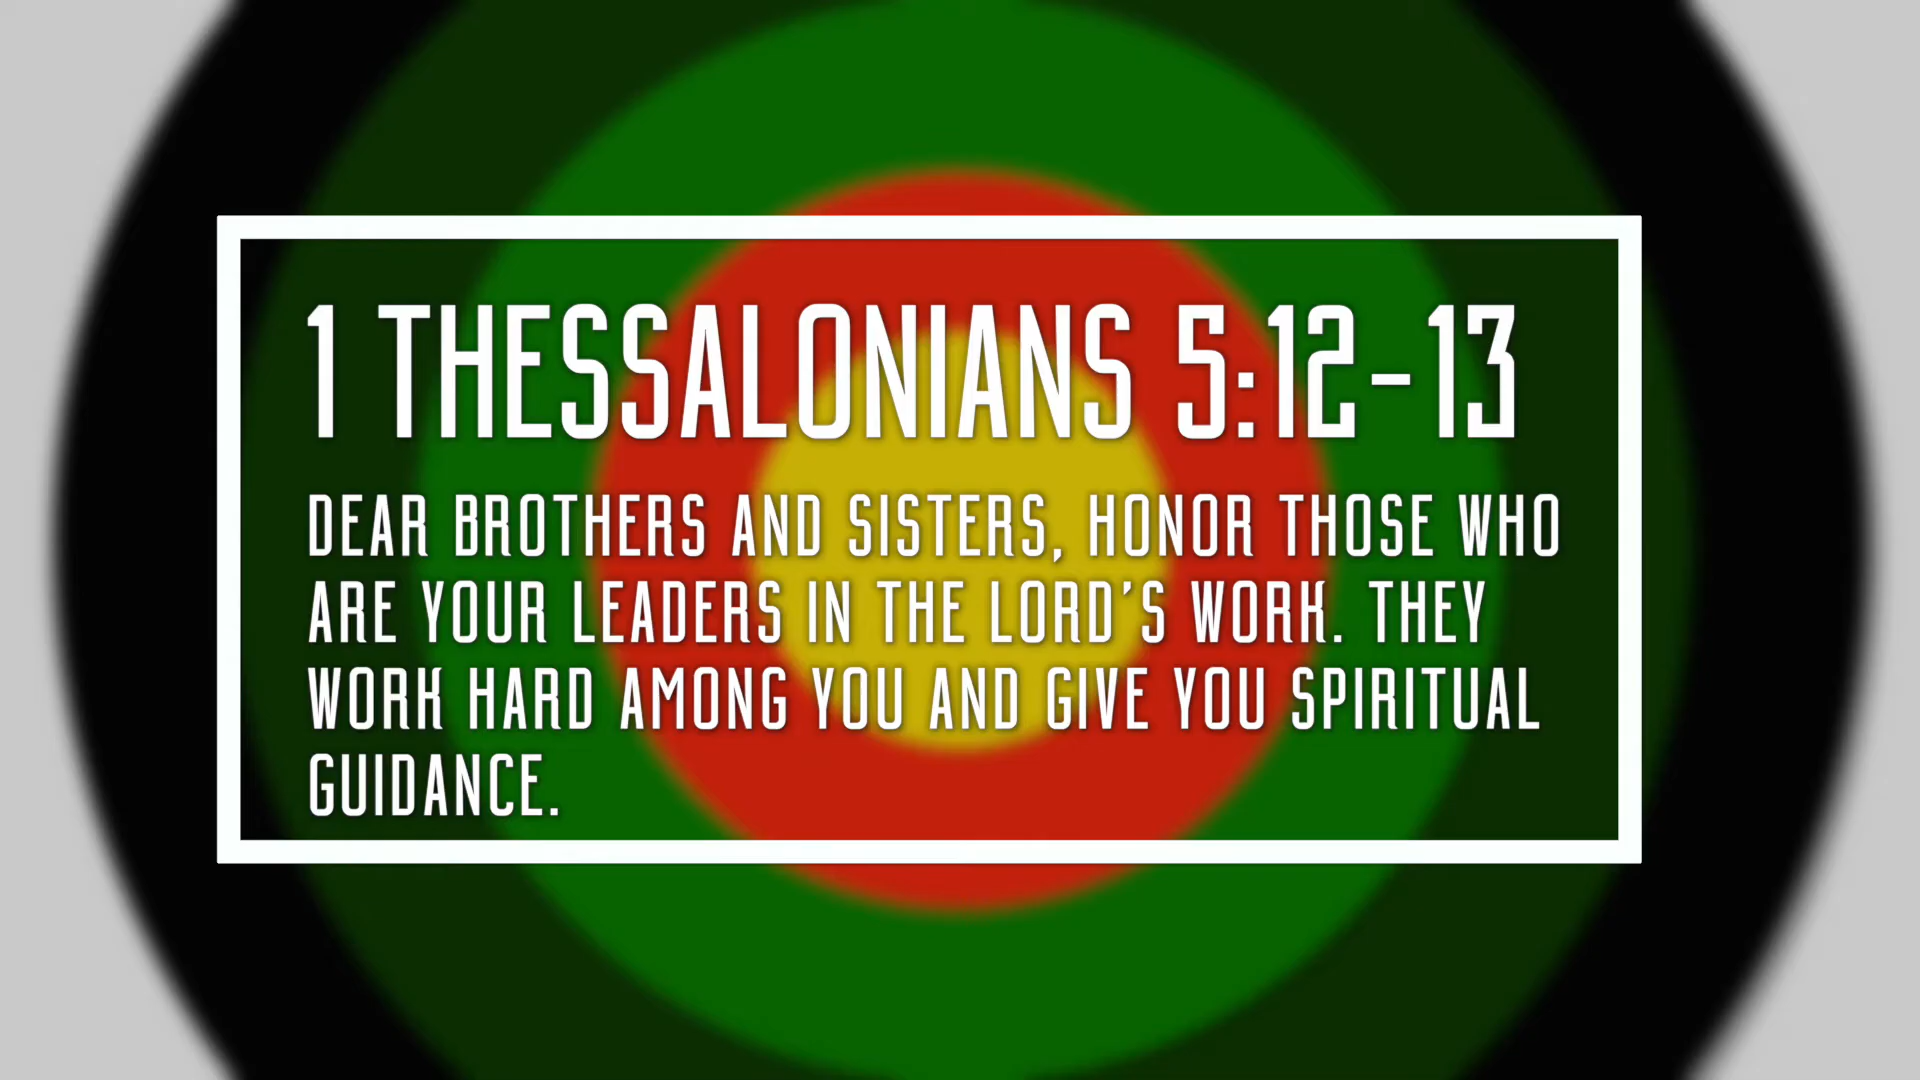 1 THESSALONIANS 5:12-13
DEAR BROTHERS AND SISTERS, HONOR THOSE WHO
ARE YOUR LEADERS IN THE LORD'S WORK. THEY
WORK HARD AMONG YOU AND GIVE YOU SPIRITUAL
GUIDANCE.